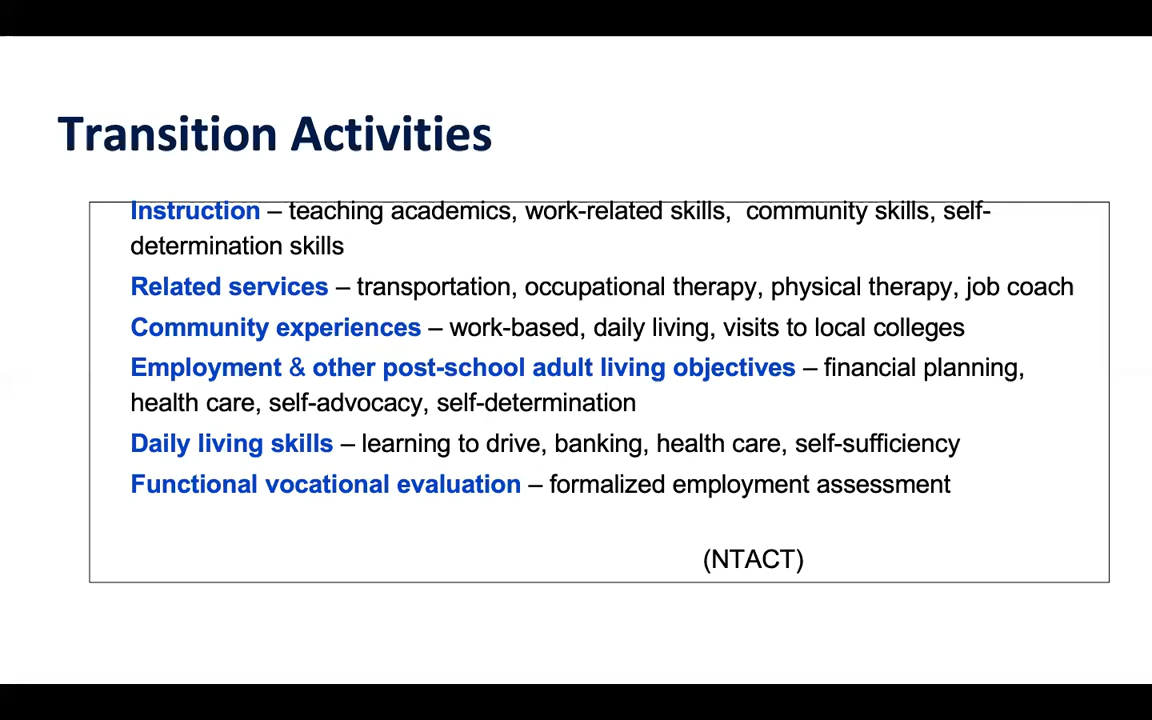 Transition Activities
Instruction – teaching academics, work-related skills,  community skills, self-
determination skills
Related services – transportation, occupational therapy, physical therapy, job coach
Community experiences – work-based, daily living, visits to local colleges
Employment & other post-school adult living objectives – financial planning,
health care, self-advocacy, self-determination
Daily living skills – learning to drive, banking, health care, self-sufficiency
Functional vocational evaluation – formalized employment assessment
(NTACT)